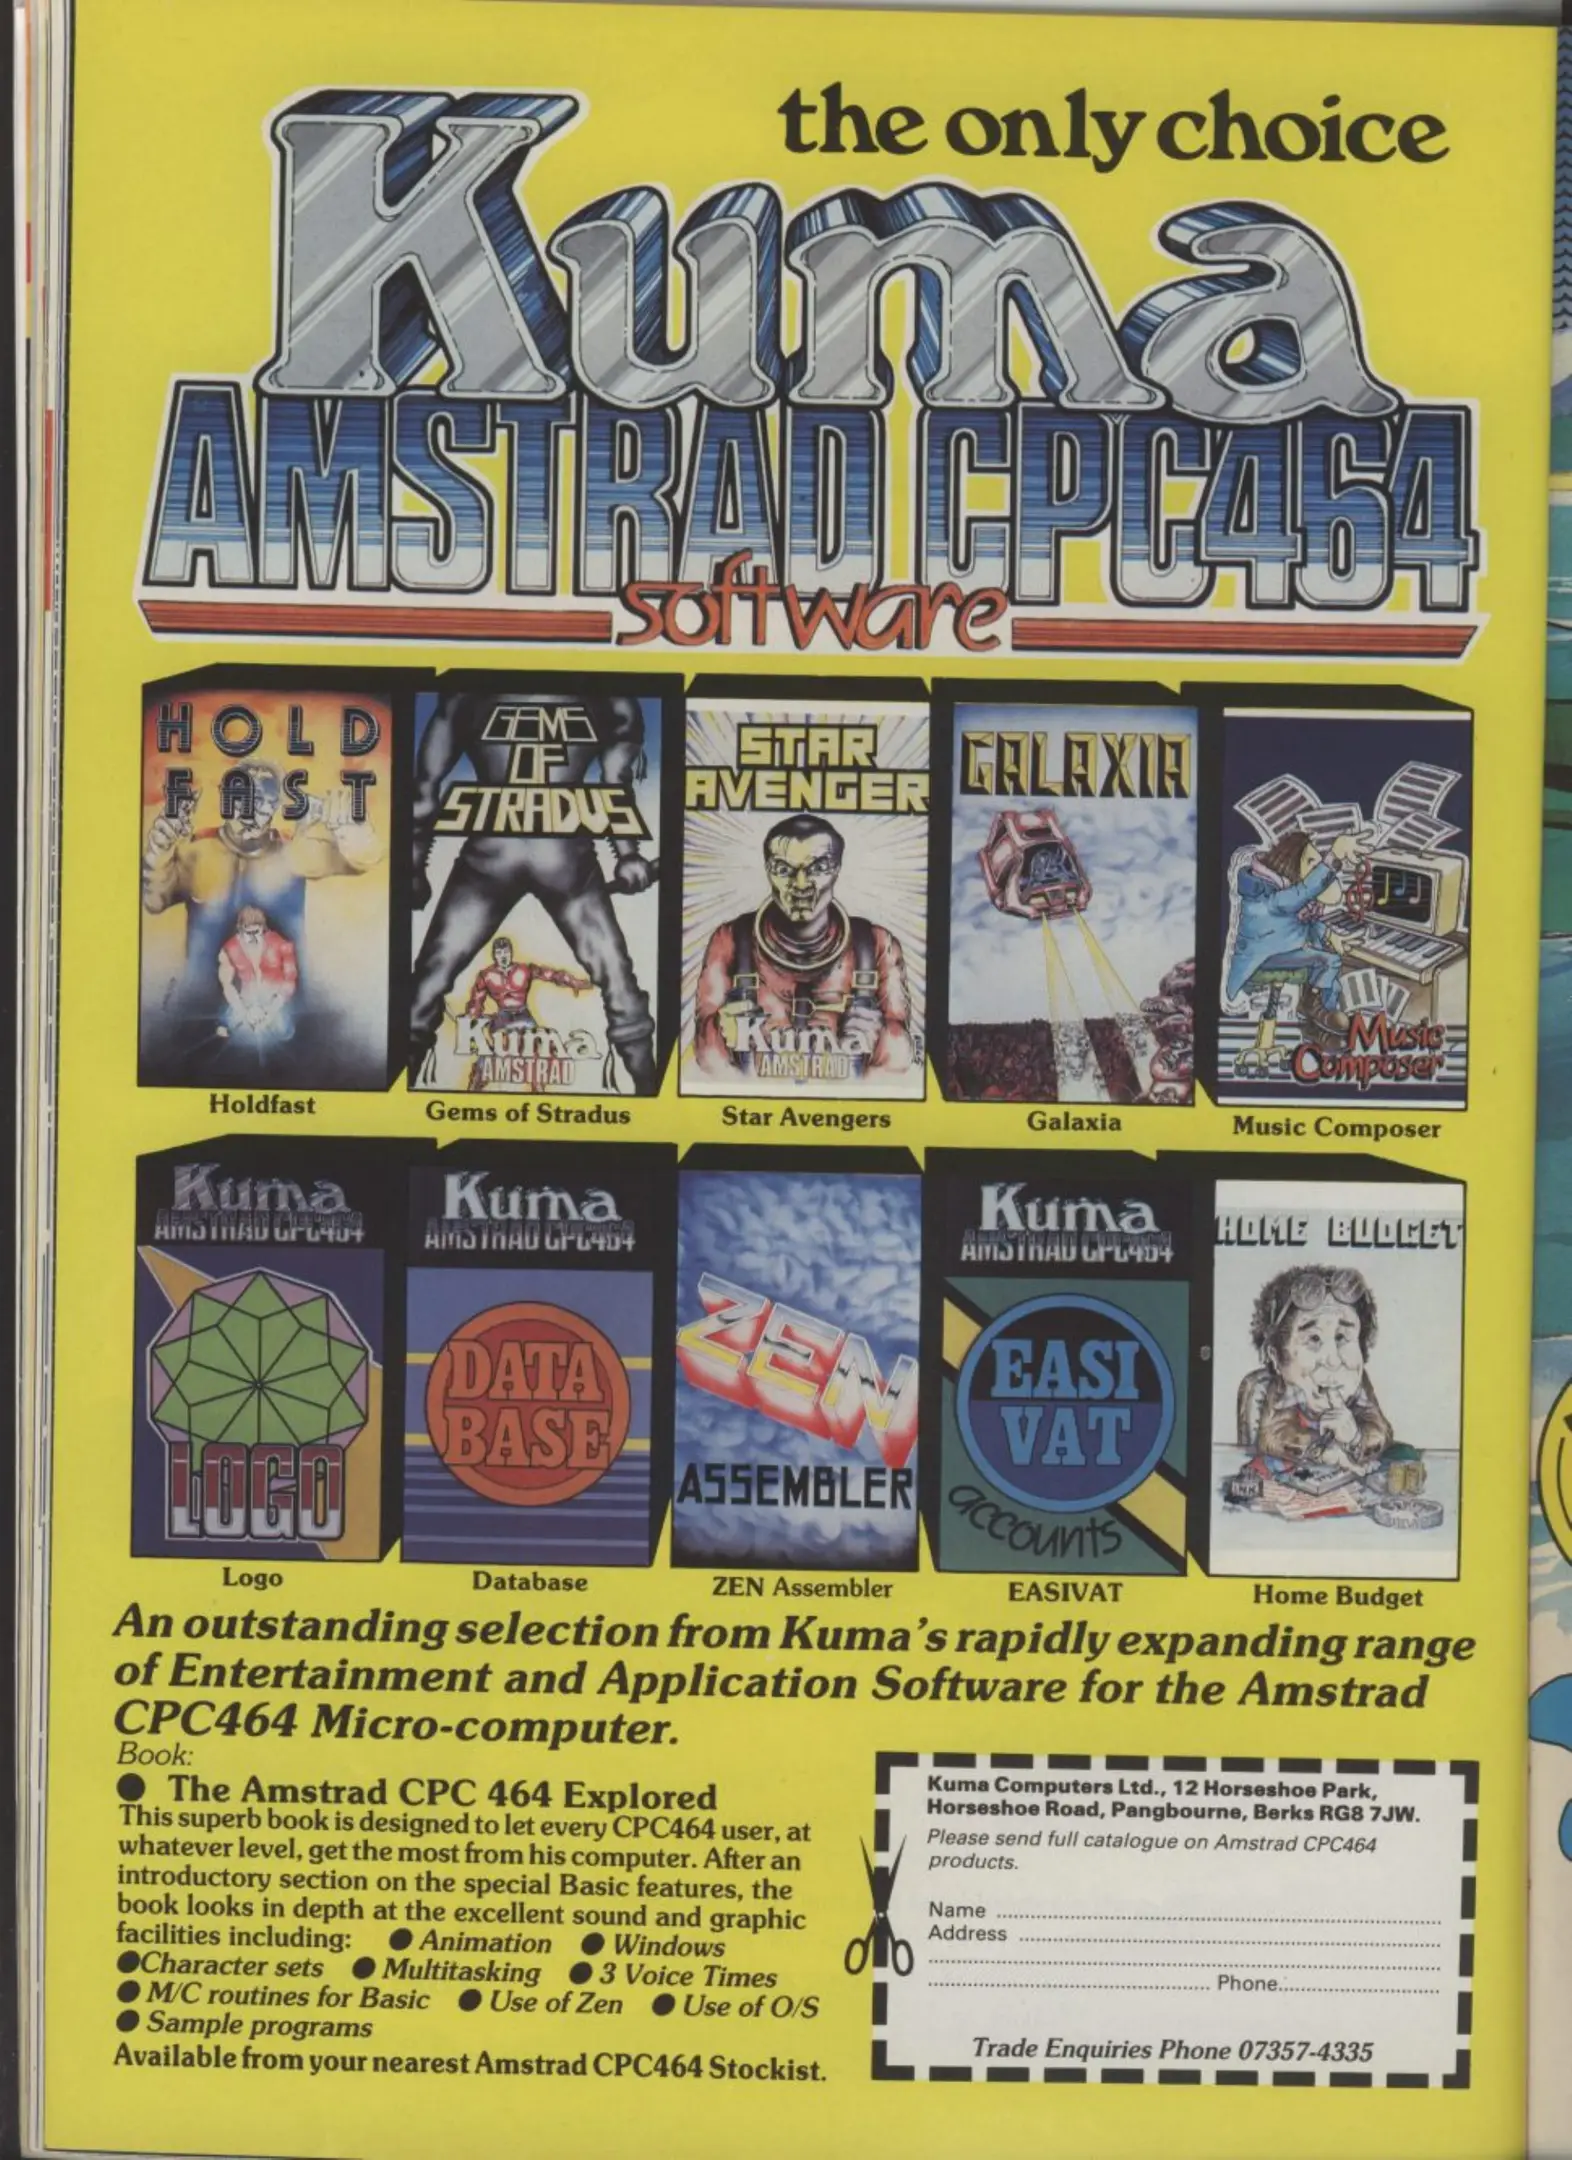 the only choice
Kuma
AMSTRAD CPC464
software
HOLD
FAST
GEMS
OF
STRADUS
Kuma
AMSTRAD
STAR
AVENGER
Kuma
AMSTRAD
GALAXIA
Music
Composer
Holdfast
Gems of Stradus
Star Avengers
Galaxia
Music Composer
Kuma
AMSTRAD CPC464
LOGO
Kuma
AMSTRAD CPC464
DATA
BASE
ZEN
ASSEMBLER
Kuma
AMSTRAD CPC464
EASI
VAT
accounts
HOME BUDGET
Logo
Database
ZEN Assembler
EASIVAT
Home Budget
An outstanding selection from Kuma's rapidly expanding range
of Entertainment and Application Software for the Amstrad
CPC464 Micro-computer.
Book:
● The Amstrad CPC 464 Explored
This superb book is designed to let every CPC464 user, at
whatever level, get the most from his computer. After an
introductory section on the special Basic features, the
book looks in depth at the excellent sound and graphic
facilities including: ● Animation ● Windows
●Character sets ● Multitasking ● 3 Voice Times
● M/C routines for Basic ● Use of Zen ● Use of O/S
● Sample programs
Available from your nearest Amstrad CPC464 Stockist.
Kuma Computers Ltd., 12 Horseshoe Park,
Horseshoe Road, Pangbourne, Berks RG8 7JW.
Please send full catalogue on Amstrad CPC464
products.
Name
Address
Phone
Trade Enquiries Phone 07357-4335